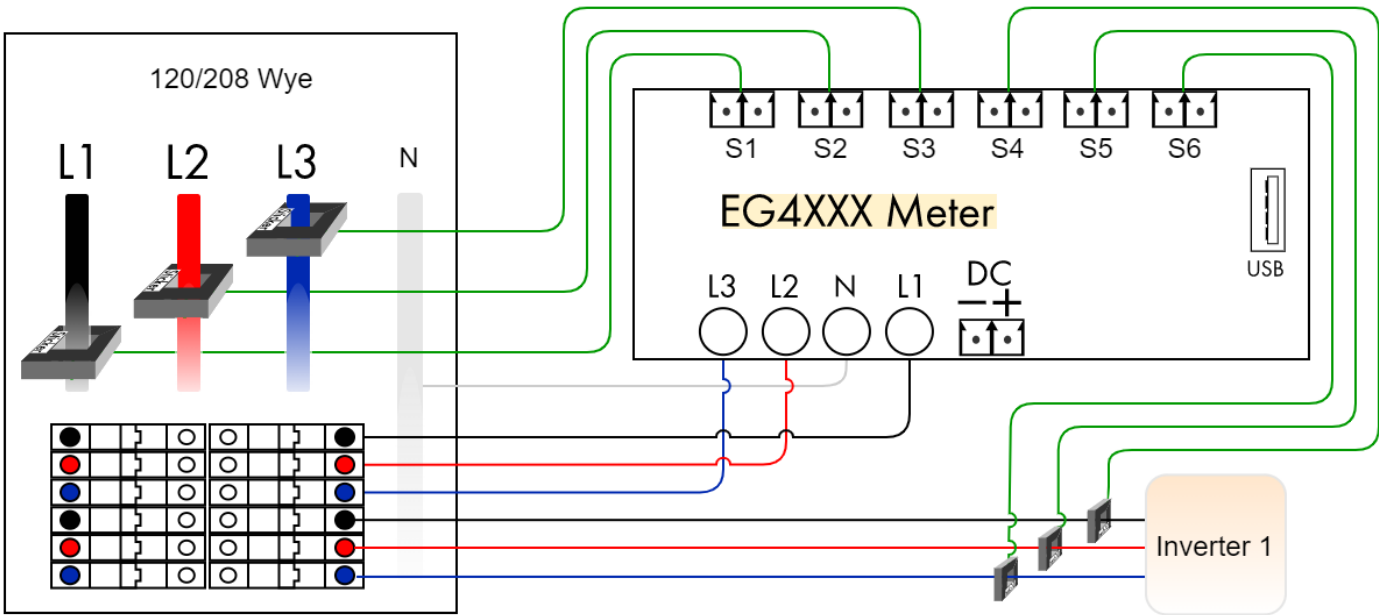 120/208 Wye
L1 L2 L3 N
S1 S2 S3 S4 S5 S6
EG4XXX Meter
USB
L3 L2 N L1 DC
− +
Inverter 1